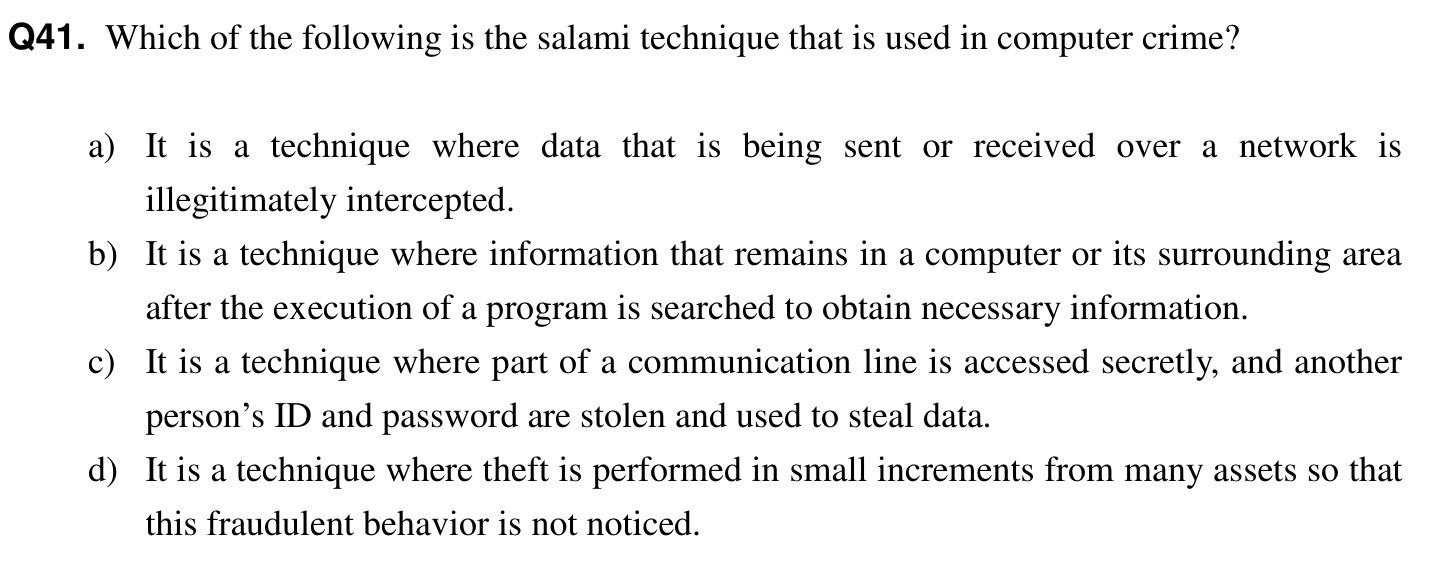 Q41. Which of the following is the salami technique that is used in computer crime?
a) It is a technique where data that is being sent or received over a network is
illegitimately intercepted.
b) It is a technique where information that remains in a computer or its surrounding area
after the execution of a program is searched to obtain necessary information.
c) It is a technique where part of a communication line is accessed secretly, and another
person’s ID and password are stolen and used to steal data.
d) It is a technique where theft is performed in small increments from many assets so that
this fraudulent behavior is not noticed.